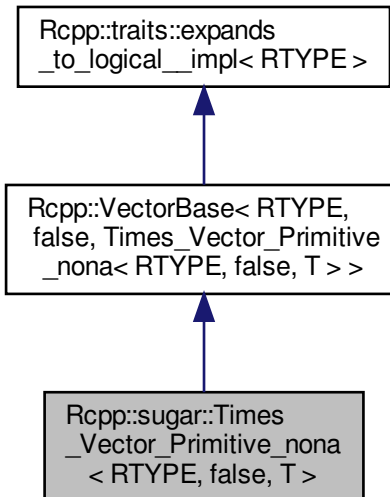 Rcpp::traits::expands
_to_logical__impl< RTYPE >
Rcpp::VectorBase< RTYPE,
false, Times_Vector_Primitive
_nona< RTYPE, false, T > >
Rcpp::sugar::Times
_Vector_Primitive_nona
< RTYPE, false, T >